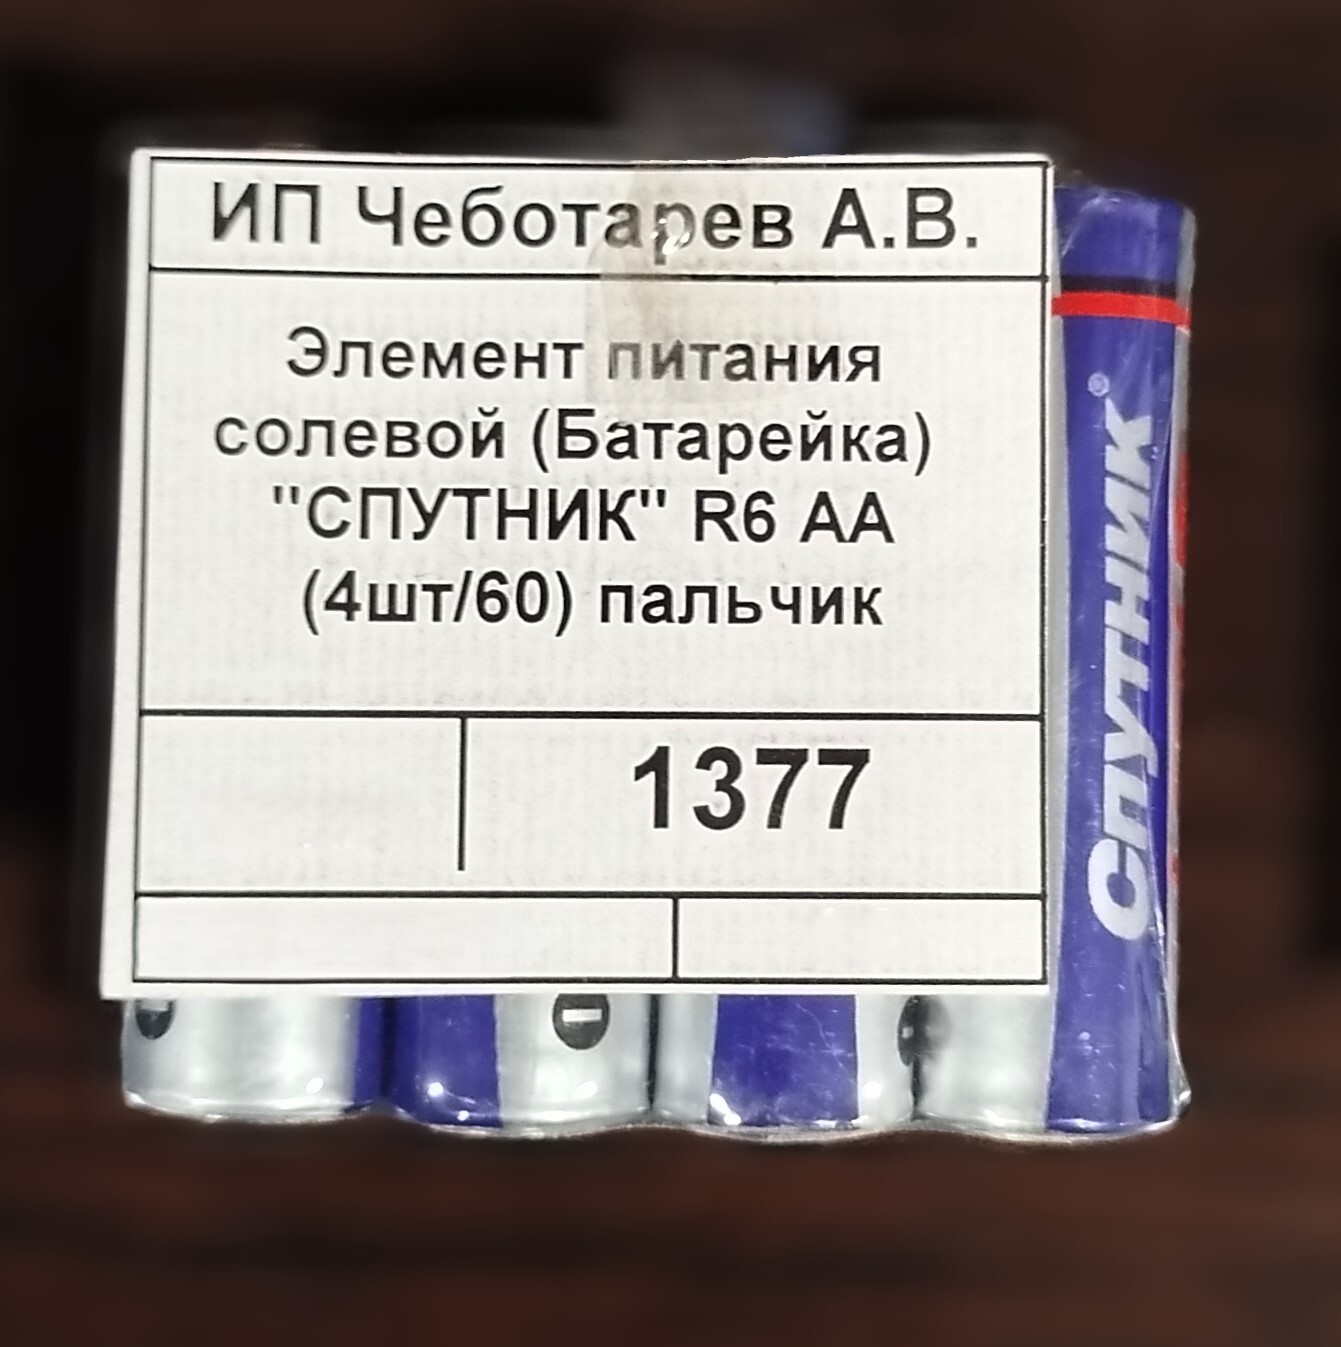 ИП Чеботарев А.В.
Элемент питания
солевой (Батарейка)
"СПУТНИК" R6 AA
(4шт/60) пальчик
1377
СПУТНИК®